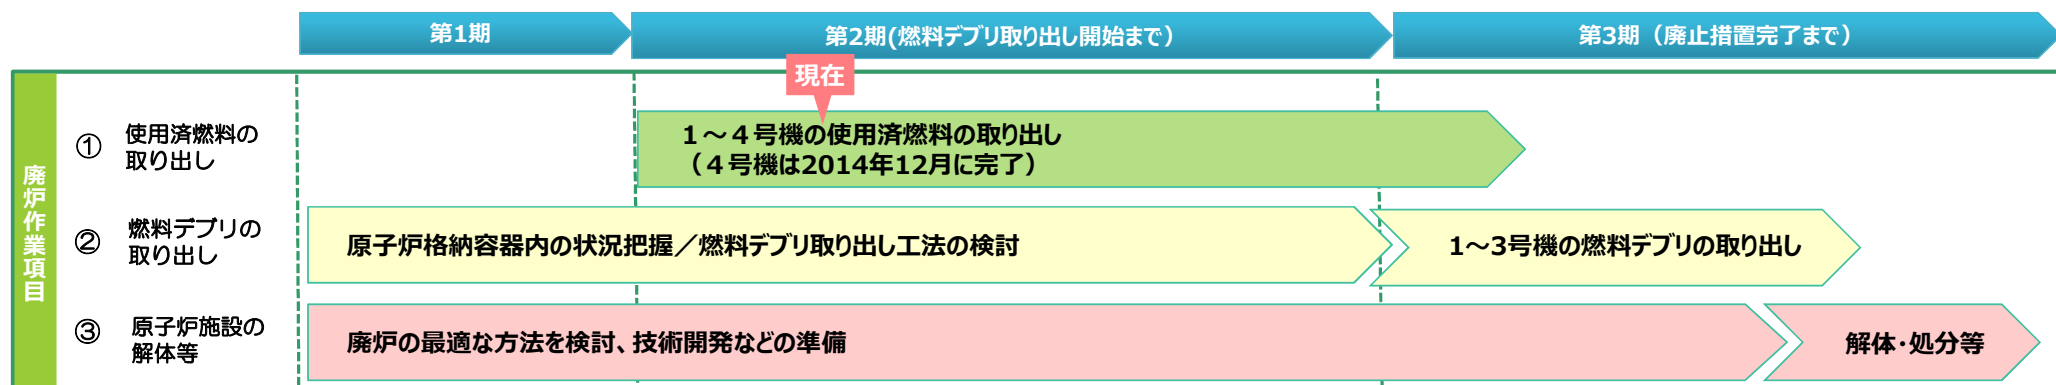 第1期
第2期(燃料デブリ取り出し開始まで）
第3期（廃止措置完了まで）
現在
廃炉作業項目
①
使用済燃料の
取り出し
１～４号機の使用済燃料の取り出し
（４号機は2014年12月に完了）
②
燃料デブリの
取り出し
原子炉格納容器内の状況把握／燃料デブリ取り出し工法の検討
1～3号機の燃料デブリの取り出し
③
原子炉施設の
解体等
廃炉の最適な方法を検討、技術開発などの準備
解体・処分等